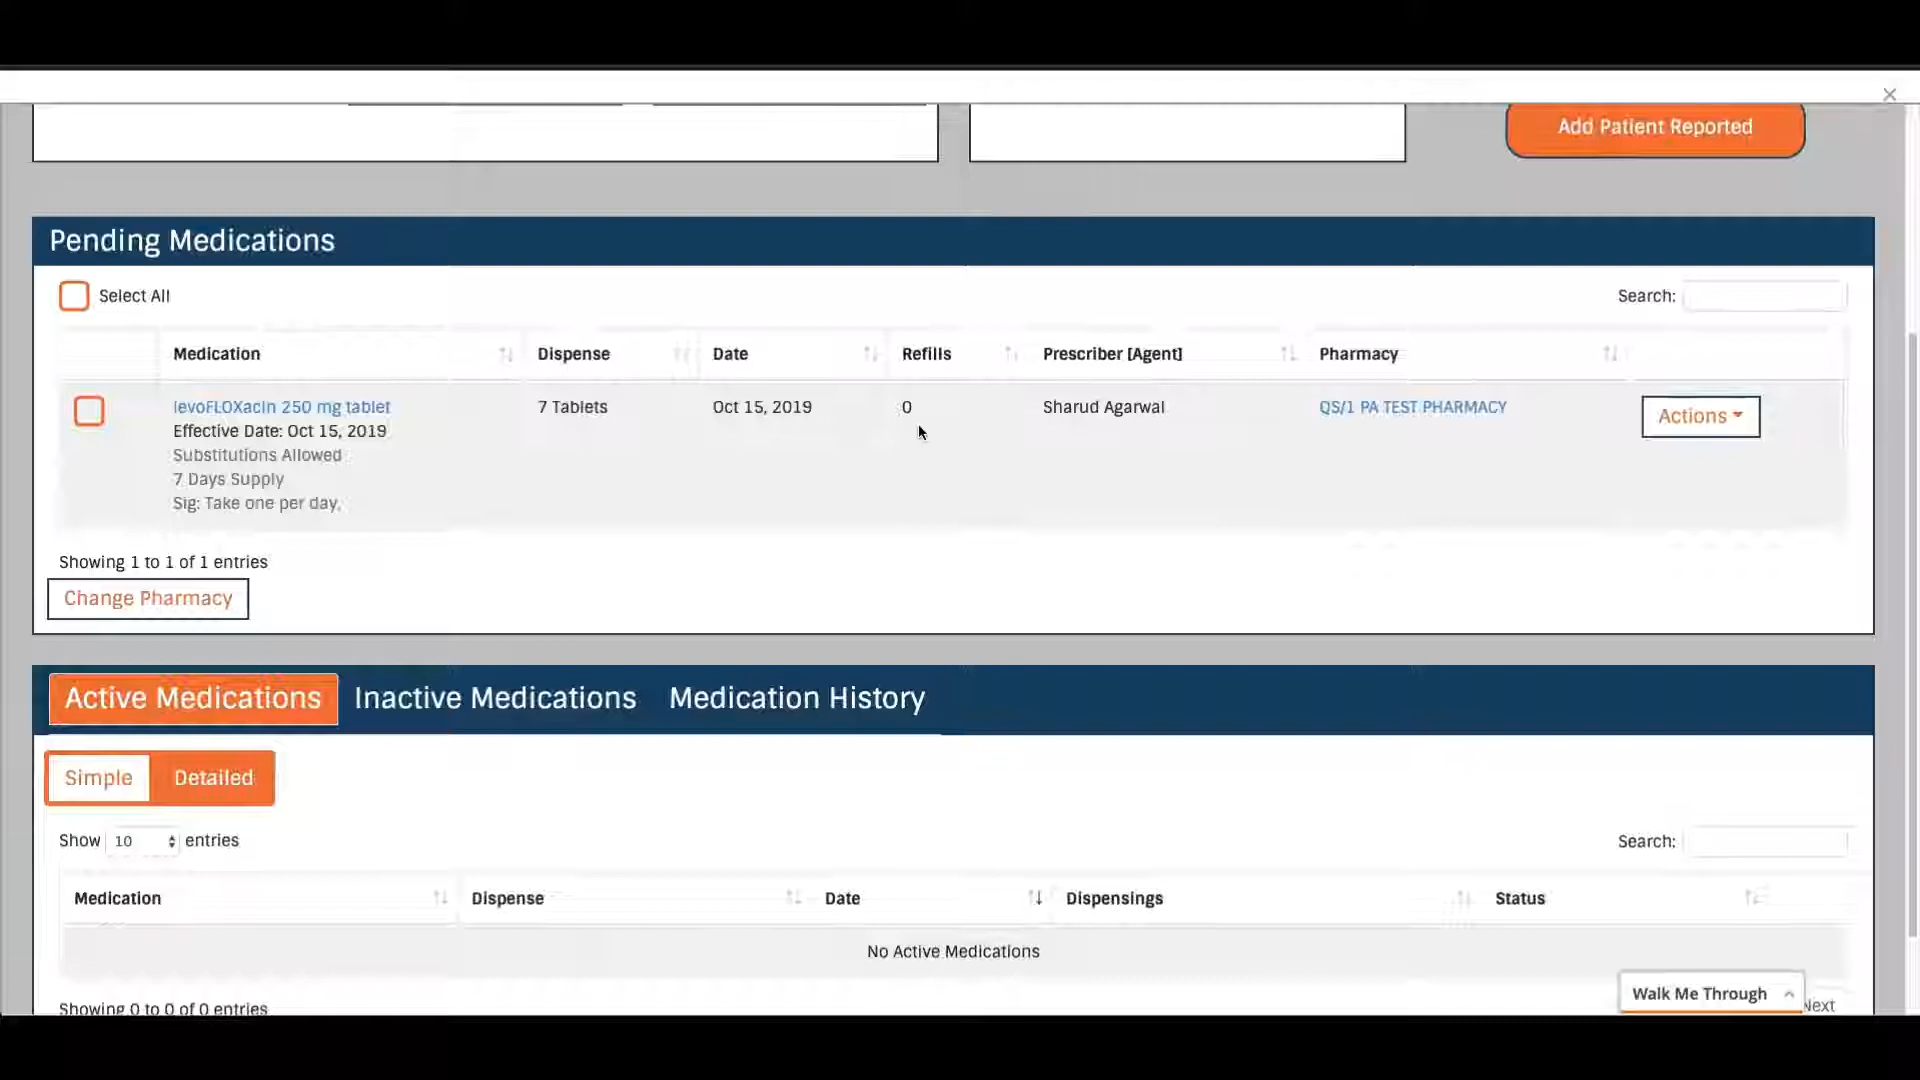 Add Patient Reported
Pending Medications
Select All
Search:
Medication Dispense Date Refills Prescriber [Agent] Pharmacy
levoFLOXacin 250 mg tablet 7 Tablets Oct 15, 2019 0 Sharud Agarwal QS/1 PA TEST PHARMACY Actions
Effective Date: Oct 15, 2019
Substitutions Allowed
7 Days Supply
Sig: Take one per day,
Showing 1 to 1 of 1 entries
Change Pharmacy
Active Medications Inactive Medications Medication History
Simple Detailed
Show 10 entries Search:
Medication Dispense Date Dispensings Status
No Active Medications
Walk Me Through
Showing 0 to 0 of 0 entries Next